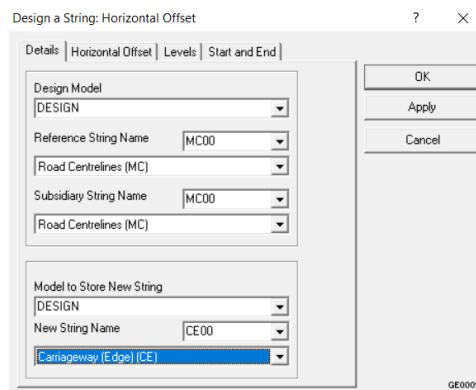 Design a String: Horizontal Offset ? ×
Details Horizontal Offset Levels Start and End
OK
Apply
Cancel
Design Model
DESIGN
Reference String Name MC00
Road Centrelines (MC)
Subsidiary String Name MC00
Road Centrelines (MC)
Model to Store New String
DESIGN
New String Name CE00
Carriageway (Edge) (CE)